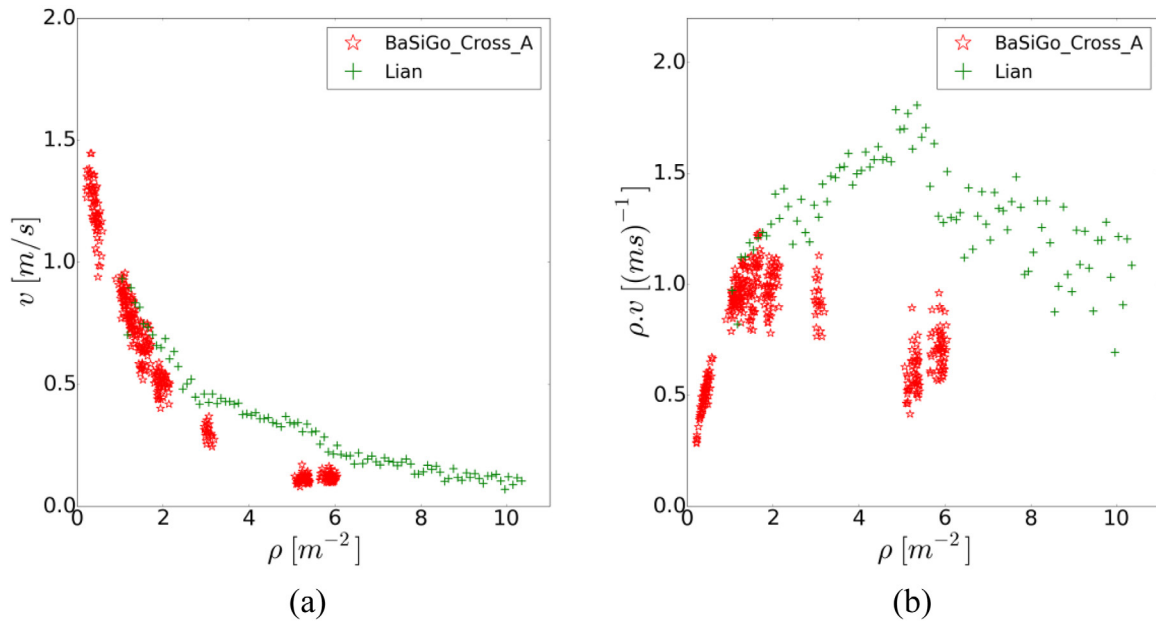 2.0
1.5
1.0
0.5
0.0
0 2 4 6 8 10
v [m/s]
ρ [m⁻²]
BaSiGo_Cross_A
Lian
(a)
2.0
1.5
1.0
0.5
0.0
0 2 4 6 8 10
ρ.v [(ms)⁻¹]
ρ [m⁻²]
BaSiGo_Cross_A
Lian
(b)